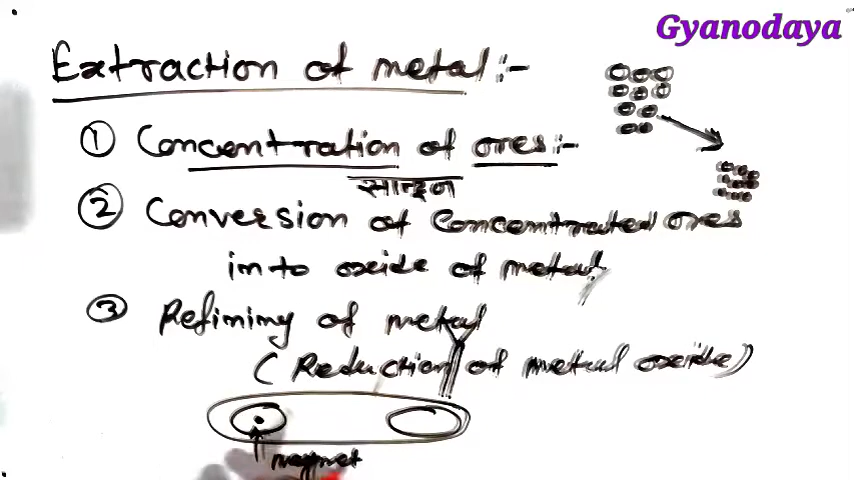 Gyanodaya
Extraction of metal:-
① Concentration of ores:-
सान्द्रन
② Conversion of Concentrated ores
into oxide of metal
③ Refining of metal
(Reduction of metal oxide)
magnet